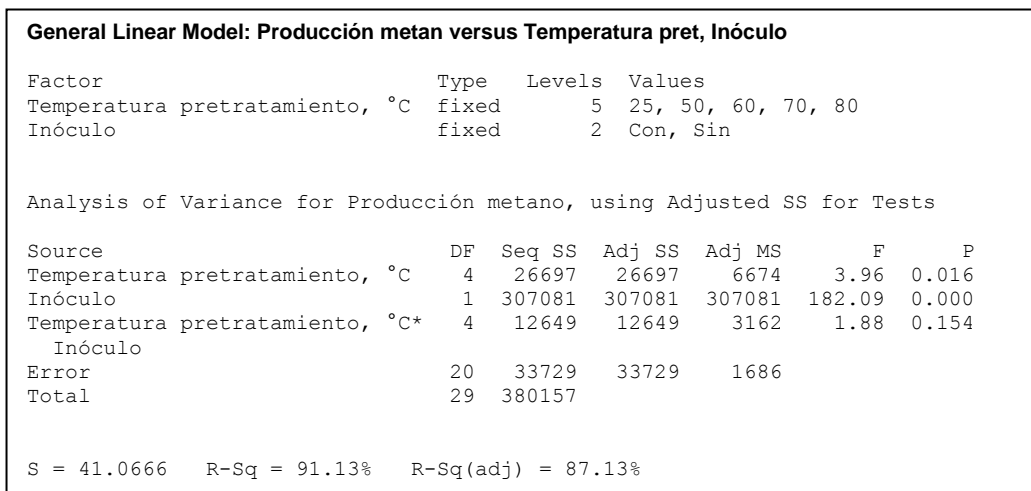 General Linear Model: Producción metan versus Temperatura pret, Inóculo
Factor Type Levels Values
Temperatura pretratamiento, °C fixed 5 25, 50, 60, 70, 80
Inóculo fixed 2 Con, Sin
Analysis of Variance for Producción metano, using Adjusted SS for Tests
Source DF Seq SS Adj SS Adj MS F P
Temperatura pretratamiento, °C 4 26697 26697 6674 3.96 0.016
Inóculo 1 307081 307081 307081 182.09 0.000
Temperatura pretratamiento, °C* 4 12649 12649 3162 1.88 0.154
Inóculo
Error 20 33729 33729 1686
Total 29 380157
S = 41.0666 R-Sq = 91.13% R-Sq(adj) = 87.13%